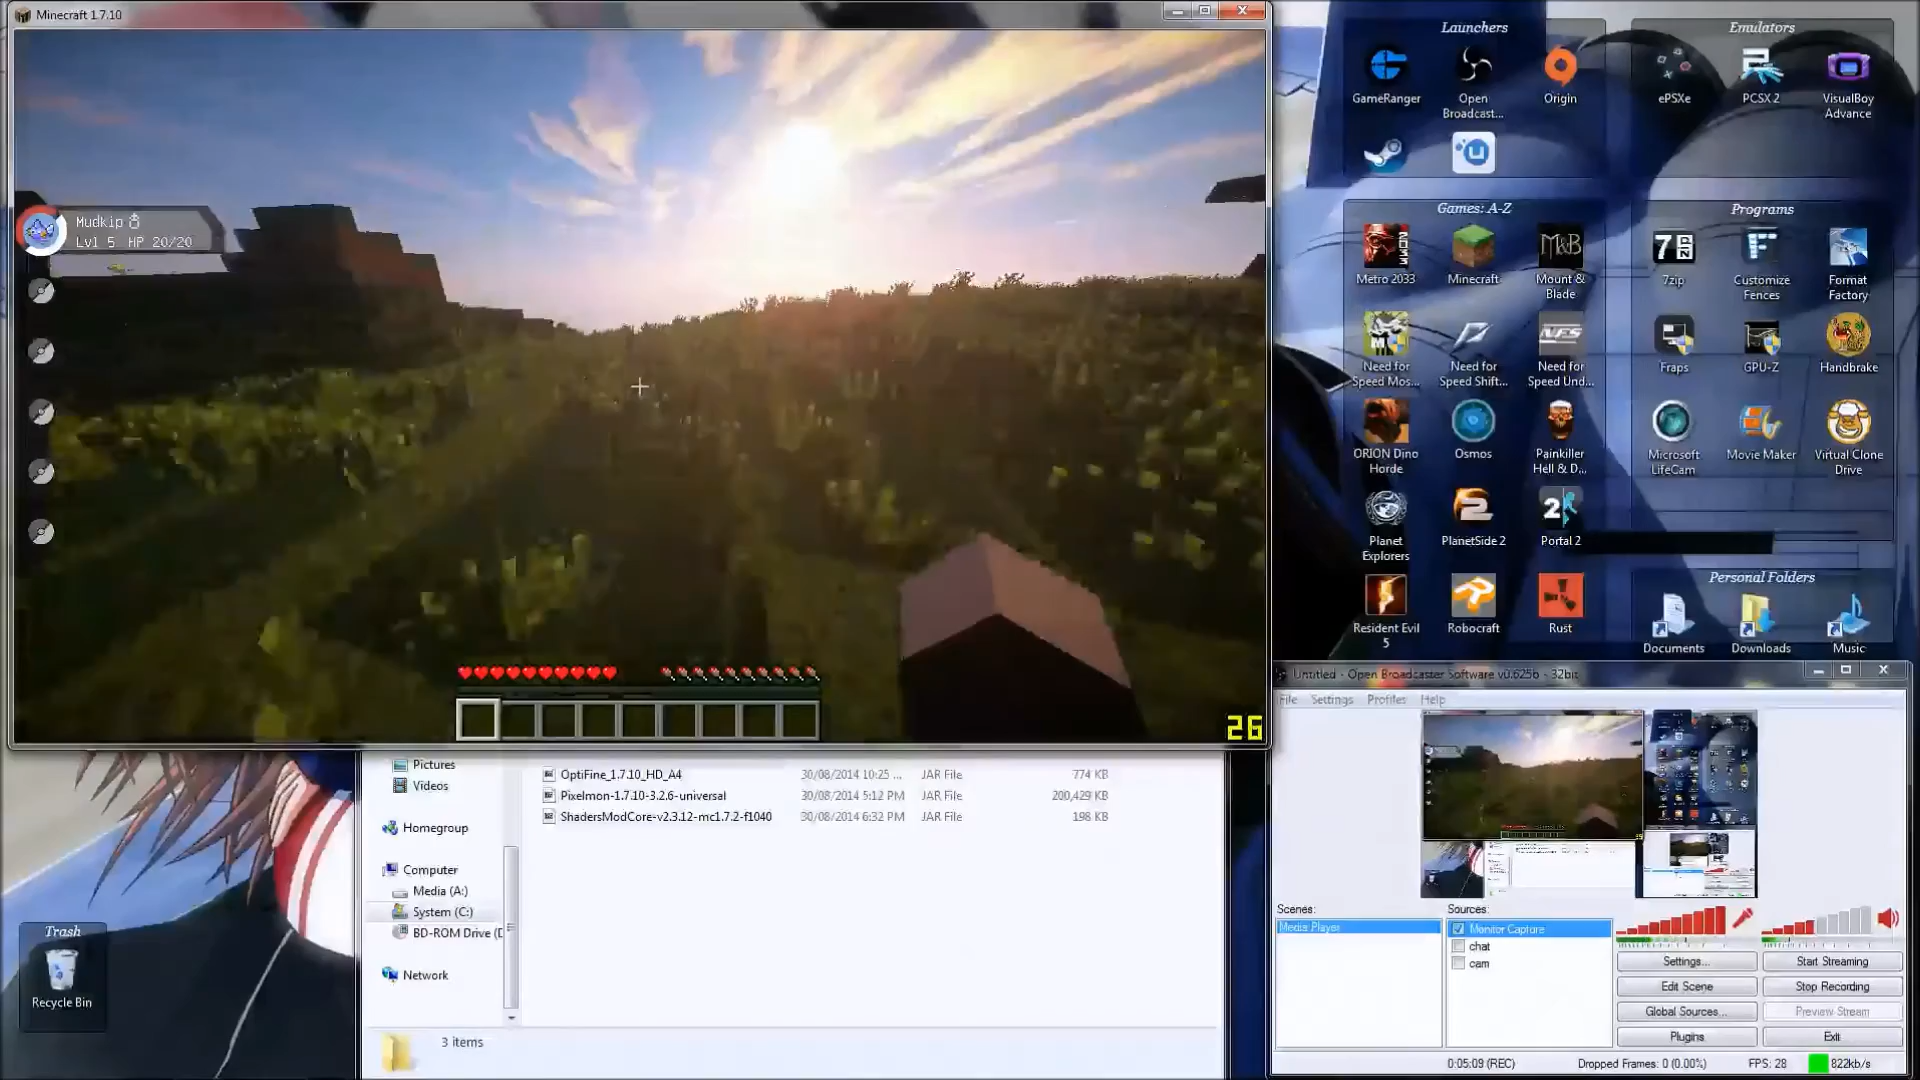 Minecraft 1.7.10
Mudkip
Lvl 5 HP 20/20
26
Launchers
GameRanger
Open Broadcast...
Origin
Emulators
ePSXe
PCSX 2
VisualBoy Advance
Games: A-Z
Metro 2033
Minecraft
Mount & Blade
Need for Speed Mos...
Need for Speed Shift...
Need for Speed Und...
ORION Dino Horde
Osmos
Painkiller Hell & D...
Planet Explorers
PlanetSide 2
Portal 2
Resident Evil 5
Robocraft
Rust
Programs
7zip
Customize Fences
Format Factory
Fraps
GPU-Z
Handbrake
Microsoft LifeCam
Movie Maker
Virtual Clone Drive
Personal Folders
Documents
Downloads
Music
Pictures
Videos
Homegroup
Computer
Media (A:)
System (C:)
BD-ROM Drive (D
Network
OptiFine_1.7.10_HD_A4 30/08/2014 10:25 ... JAR File 774 KB
Pixelmon-1.7.10-3.2.6-universal 30/08/2014 5:12 PM JAR File 200,429 KB
ShadersModCore-v2.3.12-mc1.7.2-f1040 30/08/2014 6:32 PM JAR File 198 KB
3 items
Trash
Recycle Bin
Untitled - Open Broadcaster Software v0.625b - 32bit
File Settings Profiles Help
Scenes:
Media Player
Sources:
Monitor Capture
chat
cam
Settings...
Start Streaming
Edit Scene
Stop Recording
Global Sources...
Preview Stream
Plugins
Exit
0:05:09 (REC)
Dropped Frames: 0 (0.00%)
FPS: 28
822kb/s